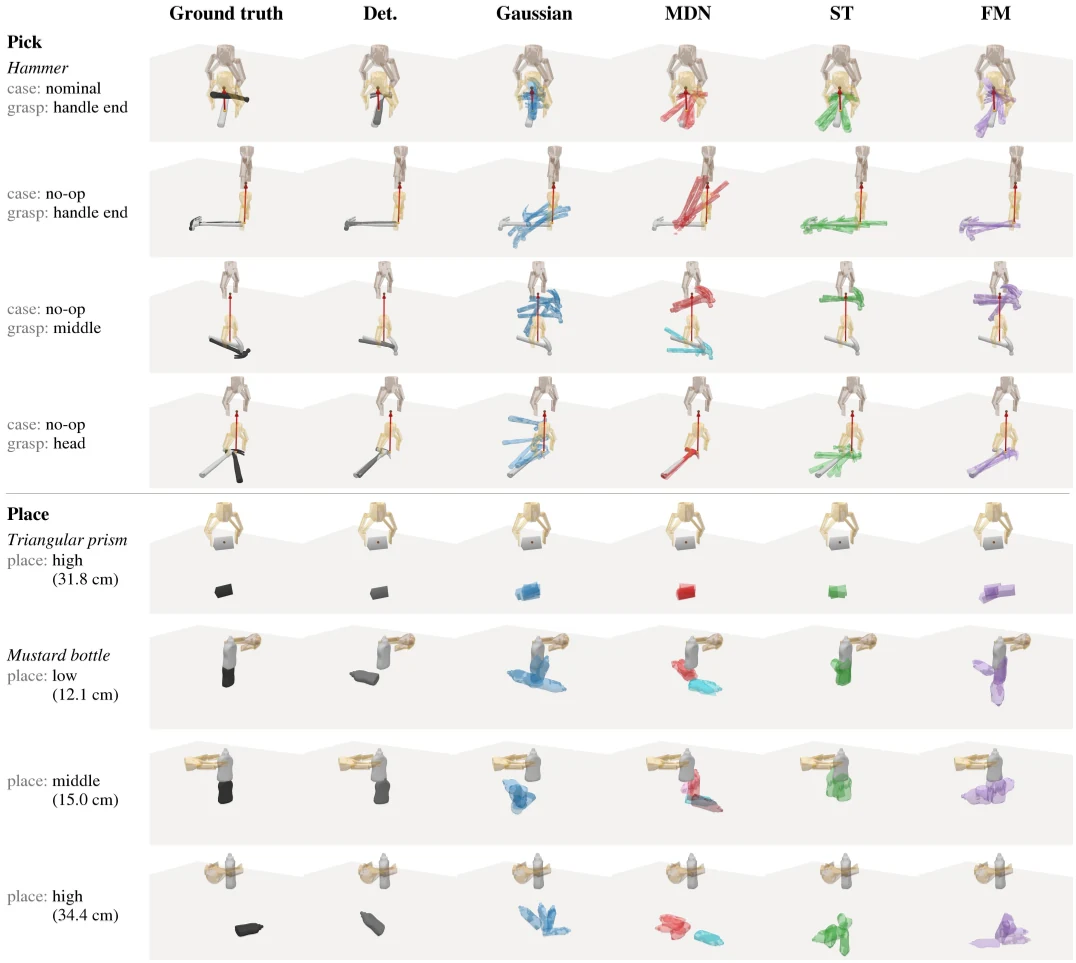 Ground truth Det. Gaussian MDN ST FM
Pick
Hammer
case: nominal
grasp: handle end
case: no-op
grasp: handle end
case: no-op
grasp: middle
case: no-op
grasp: head
Place
Triangular prism
place: high
(31.8 cm)
Mustard bottle
place: low
(12.1 cm)
place: middle
(15.0 cm)
place: high
(34.4 cm)